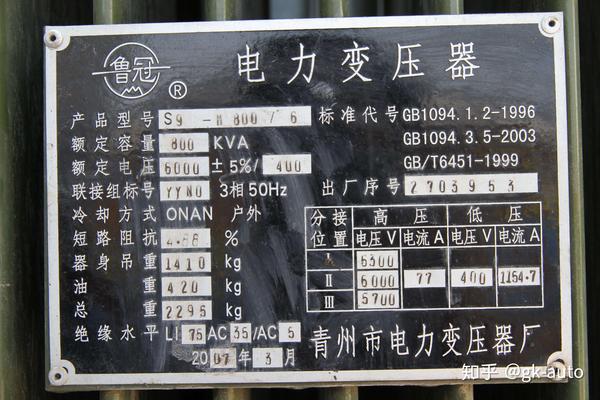 鲁冠 ® 电力变压器
产品型号 S9-M800/6 标准代号 GB1094.1.2-1996
额定容量 800 KVA GB1094.3.5-2003
额定电压 6000 ±5%/ 400 GB/T6451-1999
联接组标号 YYN0 3相50Hz 出厂序号 2703953
冷却方式 ONAN 户外
短路阻抗 %
器身吊重 1410 kg
油重 420 kg
总重 2295 kg
绝缘水平 LI 75 AC 35/AC 5
2007年3月 青州市电力变压器厂
分接位置 高压 低压
电压V 电流A 电压V 电流A
I 6300
II 6000 77 400 1154.7
III 5700
知乎 @gk-auto